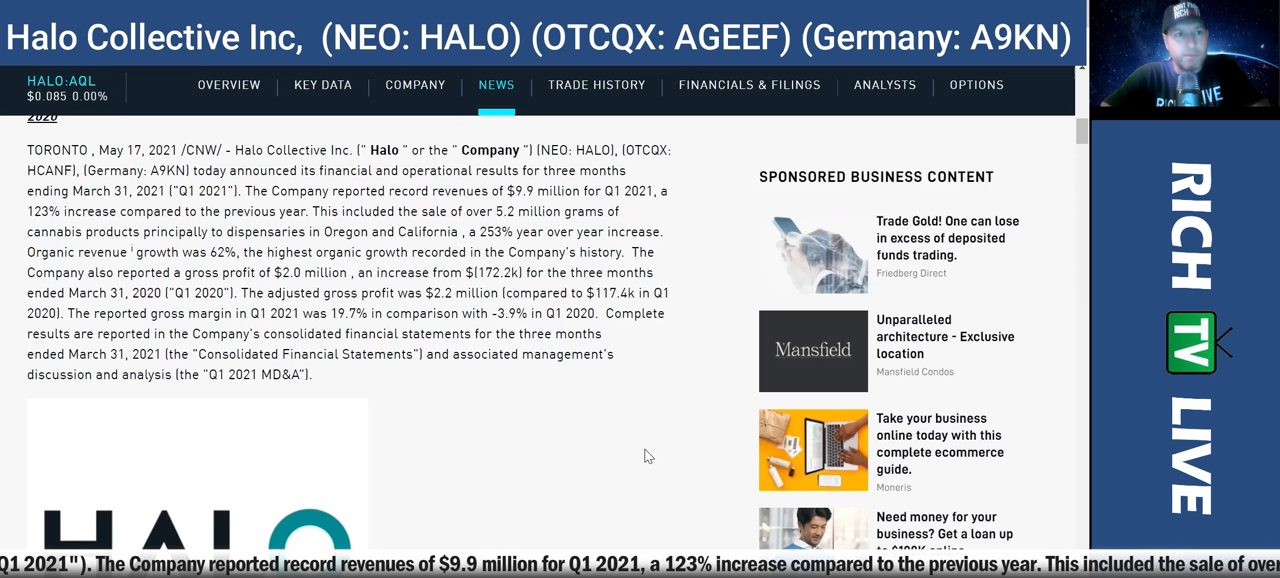 Halo Collective Inc, (NEO: HALO) (OTCQX: AGEEF) (Germany: A9KN)
HALO:AQL
$0.085 0.00%
OVERVIEW KEY DATA COMPANY NEWS TRADE HISTORY FINANCIALS & FILINGS ANALYSTS OPTIONS
2020
TORONTO , May 17, 2021 /CNW/ - Halo Collective Inc. (" Halo " or the " Company ") (NEO: HALO), (OTCQX:
HCANF), (Germany: A9KN) today announced its financial and operational results for three months
ending March 31, 2021 ("Q1 2021"). The Company reported record revenues of $9.9 million for Q1 2021, a
123% increase compared to the previous year. This included the sale of over 5.2 million grams of
cannabis products principally to dispensaries in Oregon and California , a 253% year over year increase.
Organic revenue i growth was 62%, the highest organic growth recorded in the Company's history. The
Company also reported a gross profit of $2.0 million , an increase from $(172.2k) for the three months
ended March 31, 2020 ("Q1 2020"). The adjusted gross profit was $2.2 million (compared to $117.4k in Q1
2020). The reported gross margin in Q1 2021 was 19.7% in comparison with -3.9% in Q1 2020. Complete
results are reported in the Company's consolidated financial statements for the three months
ended March 31, 2021 (the "Consolidated Financial Statements") and associated management's
discussion and analysis (the "Q1 2021 MD&A").
HALO
SPONSORED BUSINESS CONTENT
Trade Gold! One can lose
in excess of deposited
funds trading.
Friedberg Direct
Mansfield
Unparalleled
architecture - Exclusive
location
Mansfield Condos
Take your business
online today with this
complete ecommerce
guide.
Moneris
Need money for your
business? Get a loan up
RICH TV LIVE
Q1 2021"). The Company reported record revenues of $9.9 million for Q1 2021, a 123% increase compared to the previous year. This included the sale of over